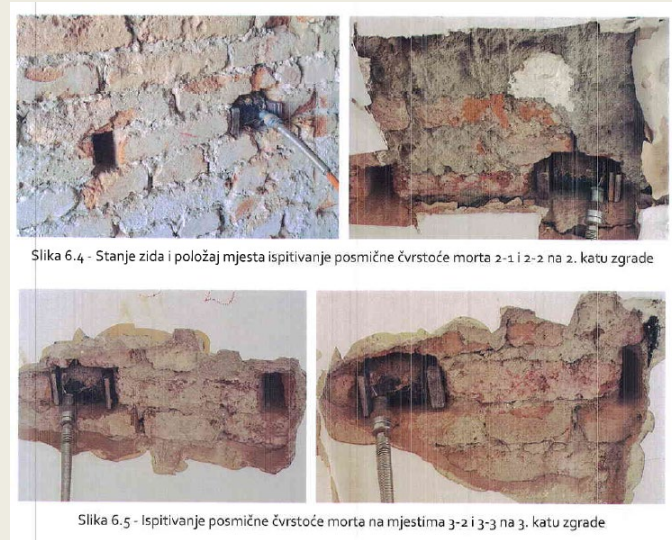 Slika 6.4 - Stanje zida i položaj mjesta ispitivanje posmične čvrstoće morta 2-1 i 2-2 na 2. katu zgrade
Slika 6.5 - Ispitivanje posmične čvrstoće morta na mjestima 3-2 i 3-3 na 3. katu zgrade